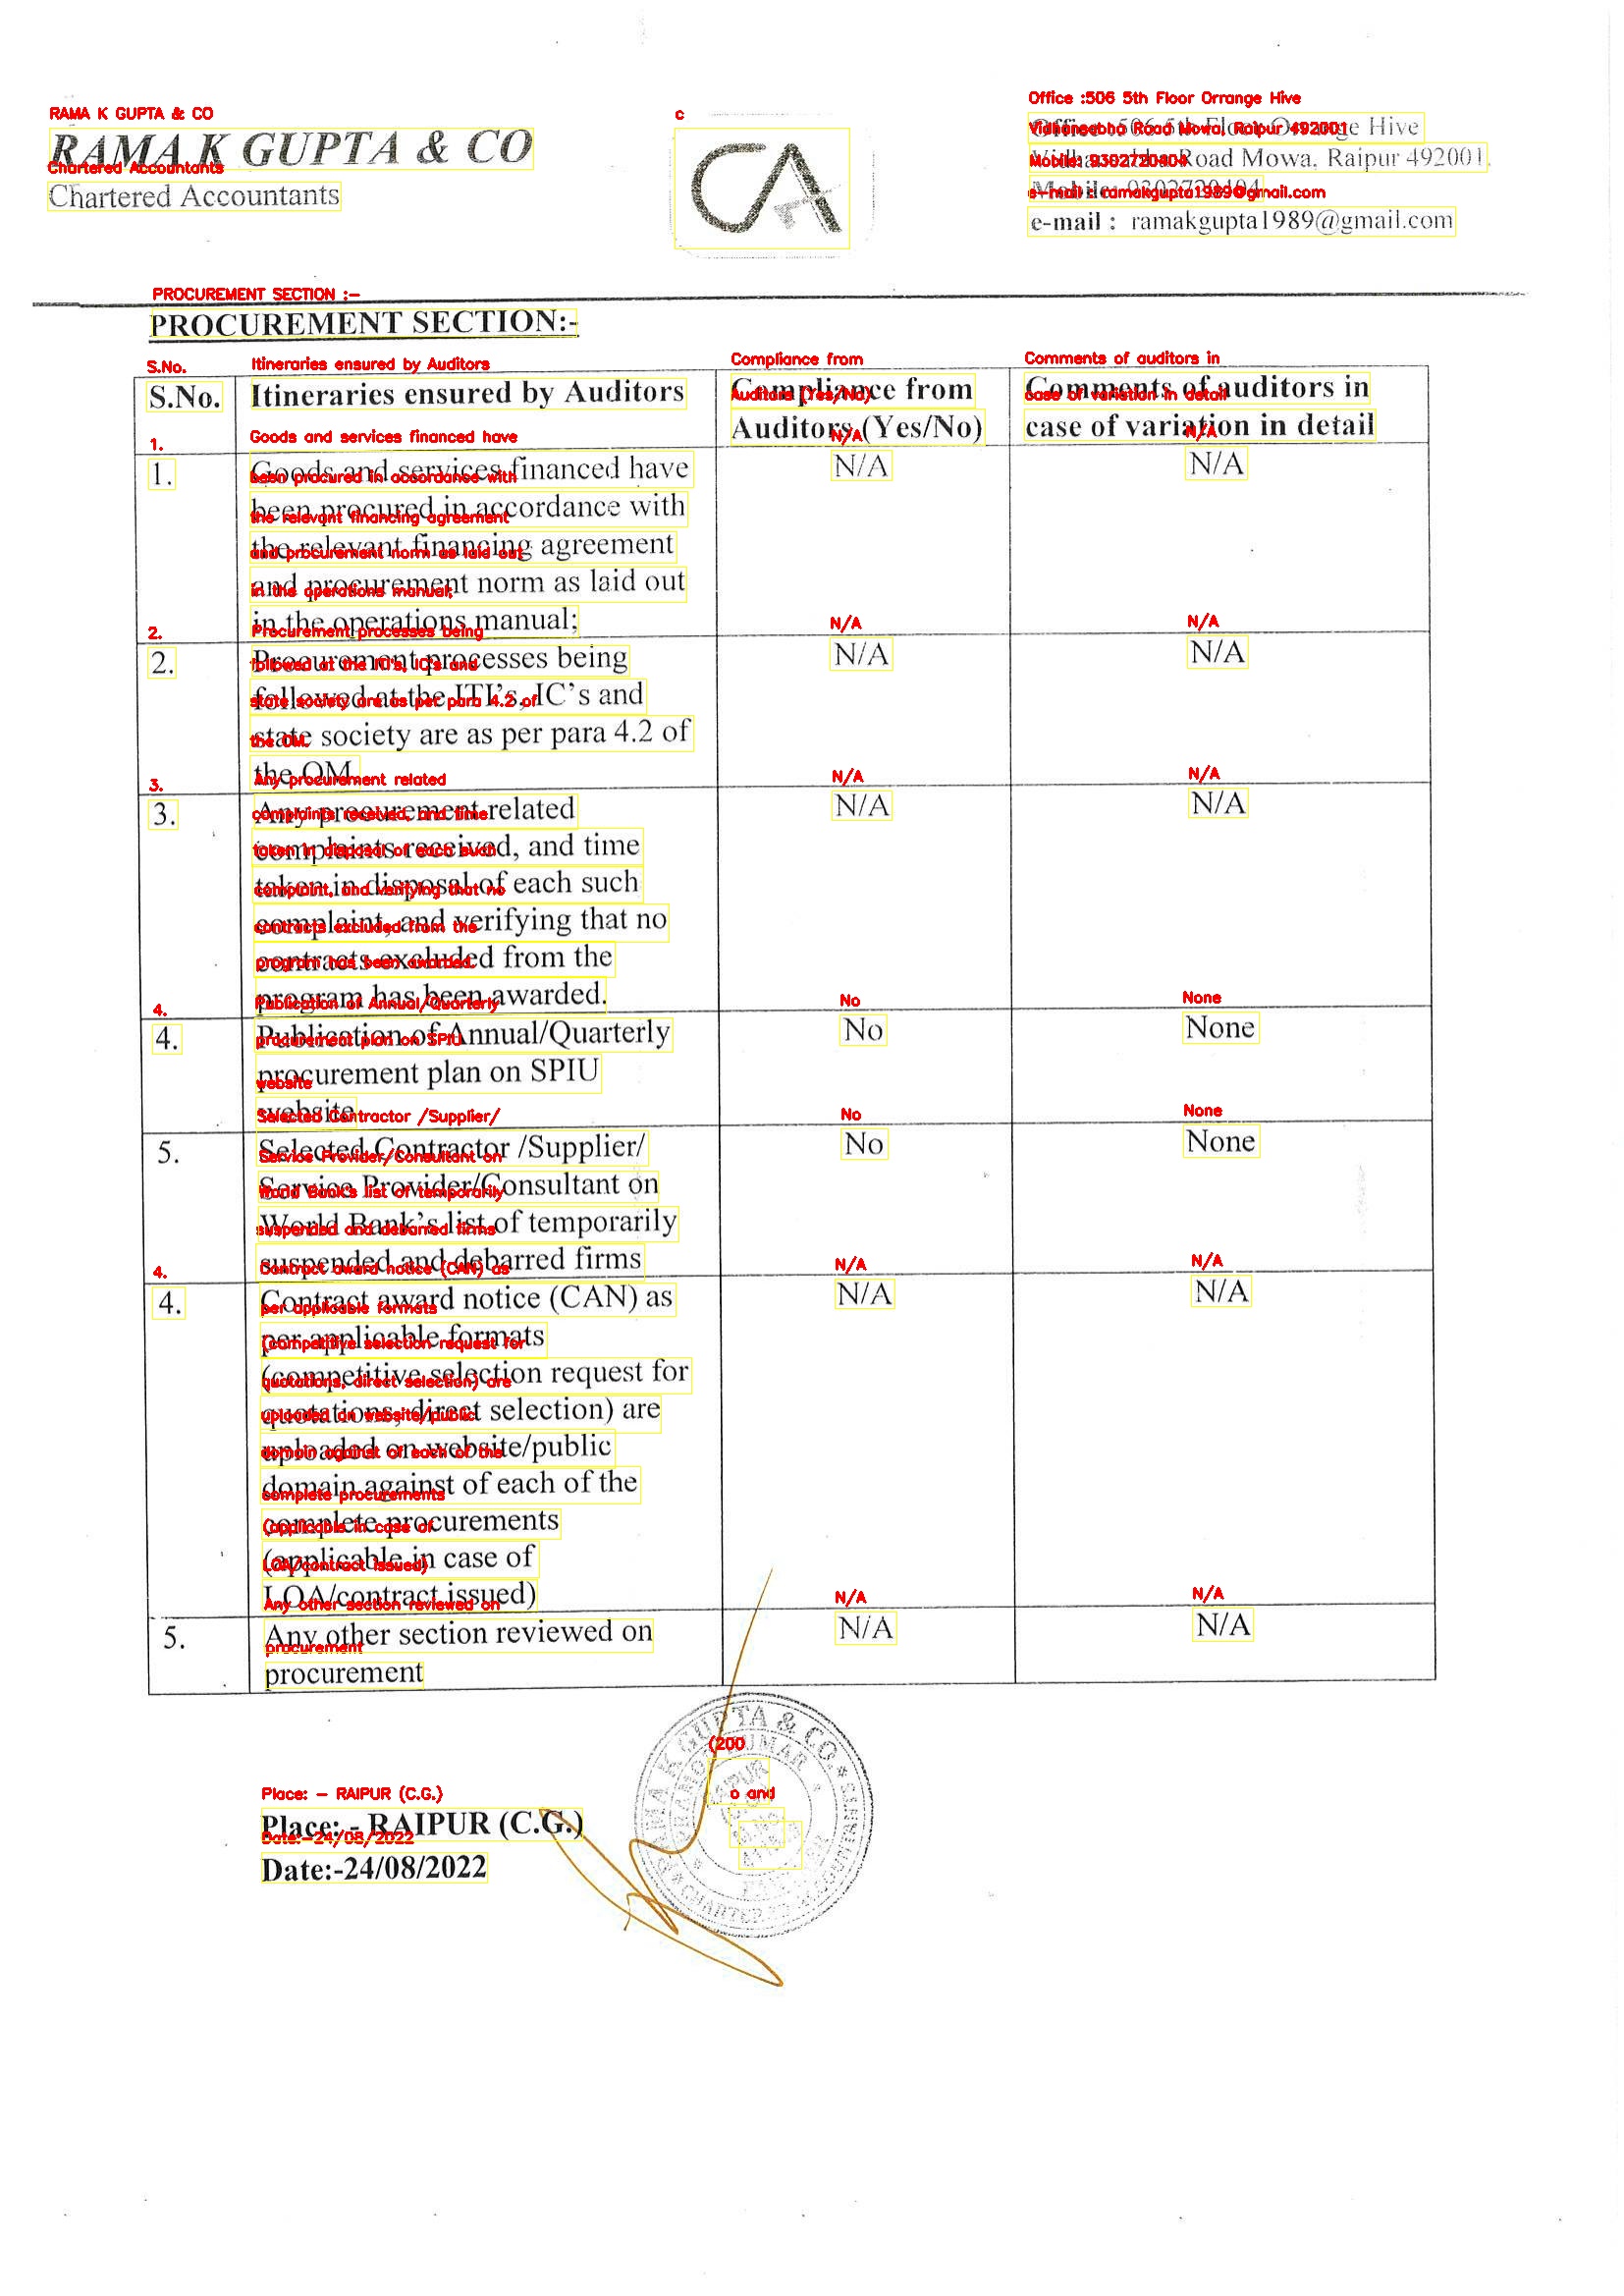 RAMA K GUPTA & CO
Chartered Accountants
CA
Office :506 5th Floor Orrange Hive
Road Mowa, Raipur 492001.
Mobile: 
e-mail : ramakgupta1989@gmail.com
PROCUREMENT SECTION:-
S.No. Itineraries ensured by Auditors Compliance from Auditors (Yes/No) Comments of auditors in case of variation in detail
1. Goods and services financed have N/A N/A
been procured in accordance with
the relevant financing agreement
and procurement norm as laid out
in the operations manual;
2. Procurement processes being N/A N/A
followed at the ITI's, IC's and
state society are as per para 4.2 of
the OM
3. Any procurement related N/A N/A
complaints received, and time
taken in disposal of each such
complaint, and verifying that no
contracts excluded from the
program has been awarded.
4. Publication of Annual/Quarterly No None
procurement plan on SPIU
website
5. Selected Contractor /Supplier/ No None
Service Provider/Consultant on
World Bank's list of temporarily
suspended and debarred firms
4. Contract award notice (CAN) as N/A N/A
per applicable formats
(competitive selection request for
quotations, direct selection) are
uploaded on website/public
domain against of each of the
complete procurements
(applicable in case of
LOA/contract issued)
5. Any other section reviewed on N/A N/A
procurement
RAMA K GUPTA & CO. * CHARTERED ACCOUNTANTS *
Place: - RAIPUR (C.G.)
Date:-24/08/2022